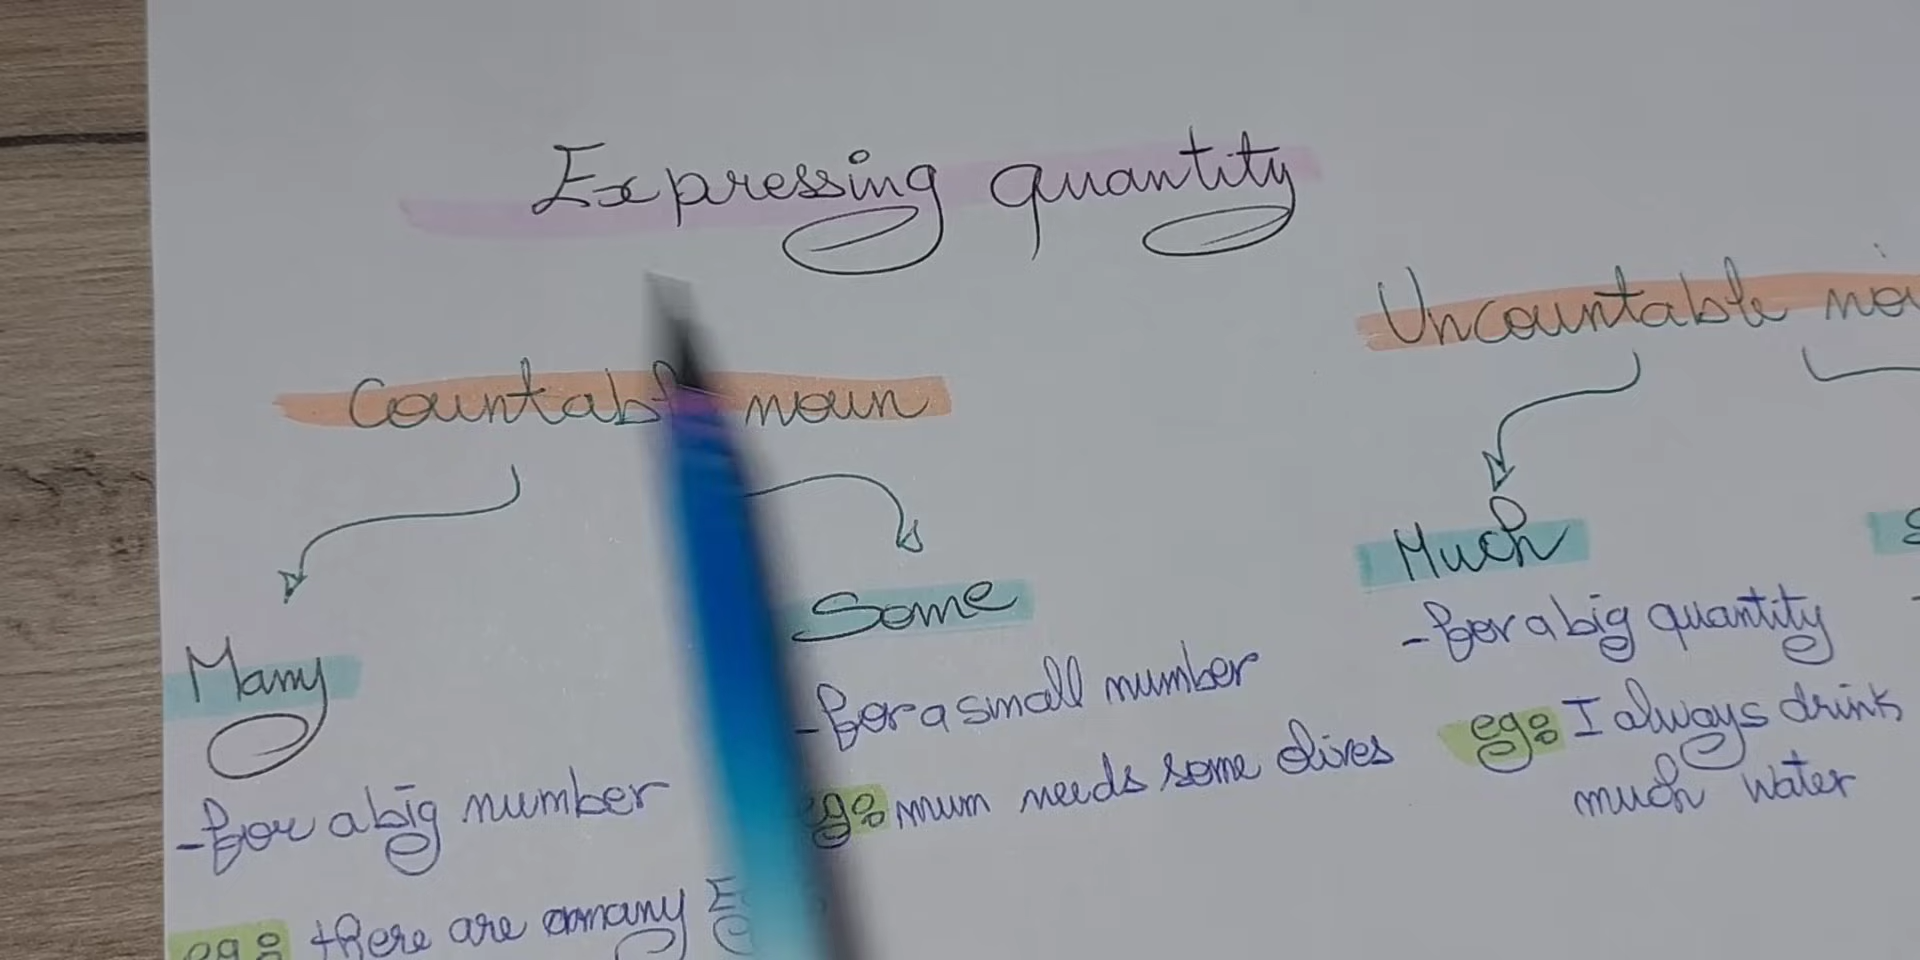 Expressing quantity
Countable noun
Many
- for a big number
eg: there are many
Some
- for a small number
eg: mum needs some olives
Uncountable
Much
- for a big quantity
eg: I always drink
much water